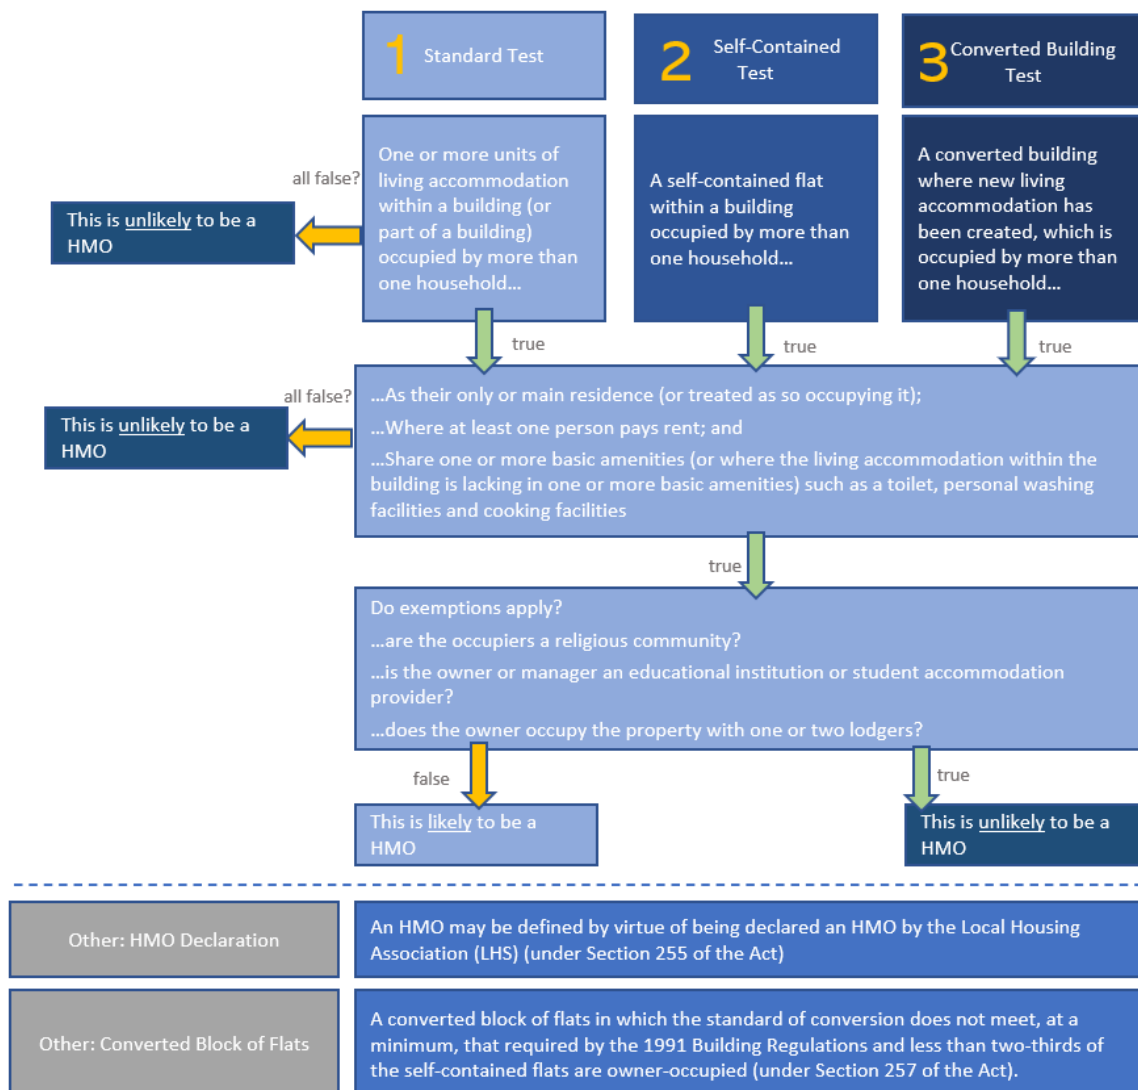 1 Standard Test
2 Self-Contained
Test
3 Converted Building
Test
One or more units of
living accommodation
within a building (or
part of a building)
occupied by more than
one household…
A self-contained flat
within a building
occupied by more than
one household…
A converted building
where new living
accommodation has
been created, which is
occupied by more than
one household…
all false?
This is unlikely to be a
HMO
true
true
true
all false?
This is unlikely to be a
HMO
…As their only or main residence (or treated as so occupying it);
…Where at least one person pays rent; and
…Share one or more basic amenities (or where the living accommodation within the
building is lacking in one or more basic amenities) such as a toilet, personal washing
facilities and cooking facilities
true
Do exemptions apply?
…are the occupiers a religious community?
…is the owner or manager an educational institution or student accommodation
provider?
…does the owner occupy the property with one or two lodgers?
false
true
This is likely to be a
HMO
This is unlikely to be a
HMO
Other: HMO Declaration
An HMO may be defined by virtue of being declared an HMO by the Local Housing
Association (LHS) (under Section 255 of the Act)
Other: Converted Block of Flats
A converted block of flats in which the standard of conversion does not meet, at a
minimum, that required by the 1991 Building Regulations and less than two-thirds of
the self-contained flats are owner-occupied (under Section 257 of the Act).